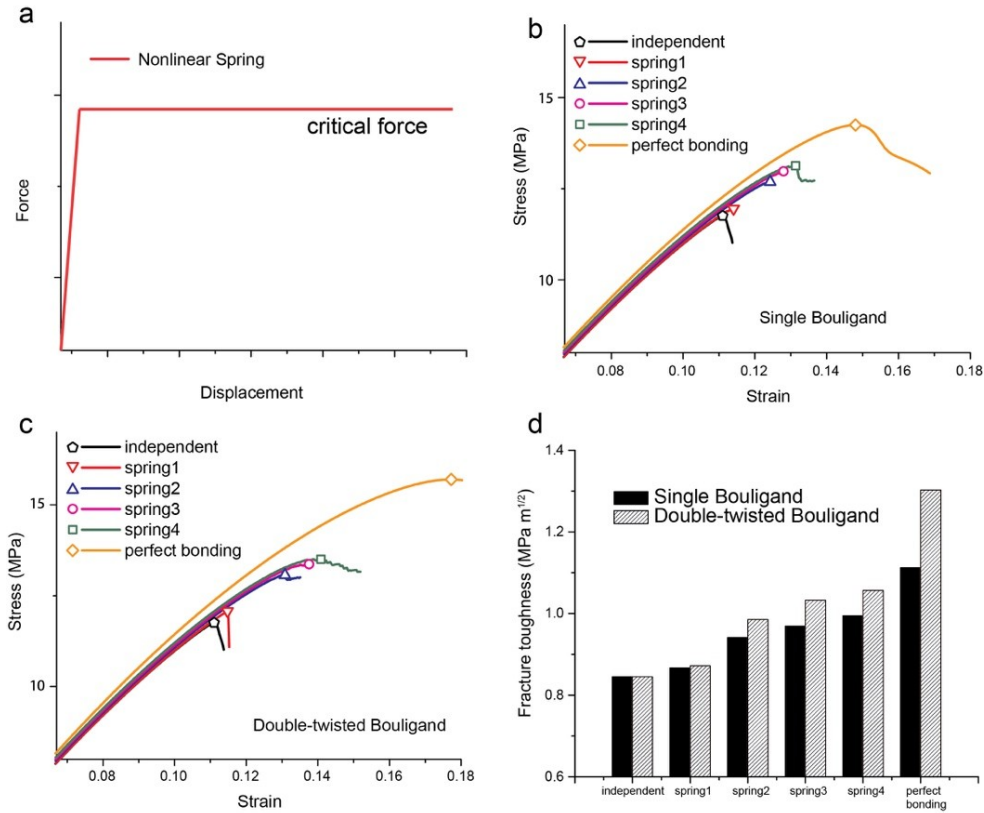 a
Nonlinear Spring
critical force
Force
Displacement
b
independent
spring1
spring2
spring3
spring4
perfect bonding
15
10
Stress (MPa)
Single Bouligand
0.08 0.10 0.12 0.14 0.16 0.18
Strain
c
independent
spring1
spring2
spring3
spring4
perfect bonding
15
10
Stress (MPa)
Double-twisted Bouligand
0.08 0.10 0.12 0.14 0.16 0.18
Strain
d
1.4
1.2
1.0
0.8
0.6
Fracture toughness (MPa m1/2)
Single Bouligand
Double-twisted Bouligand
independent spring1 spring2 spring3 spring4 perfect
bonding